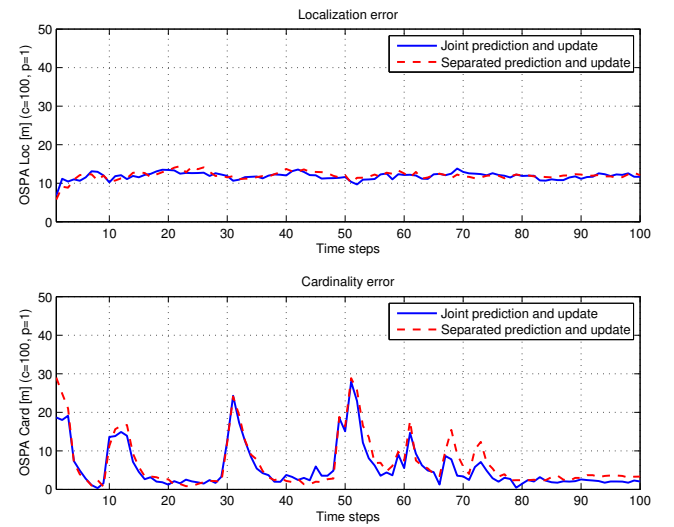 Localization error
OSPA Loc [m] (c=100, p=1)
50
40
30
20
10
0
Joint prediction and update
Separated prediction and update
10 20 30 40 50 60 70 80 90 100
Time steps
Cardinality error
OSPA Card [m] (c=100, p=1)
50
40
30
20
10
0
Joint prediction and update
Separated prediction and update
10 20 30 40 50 60 70 80 90 100
Time steps